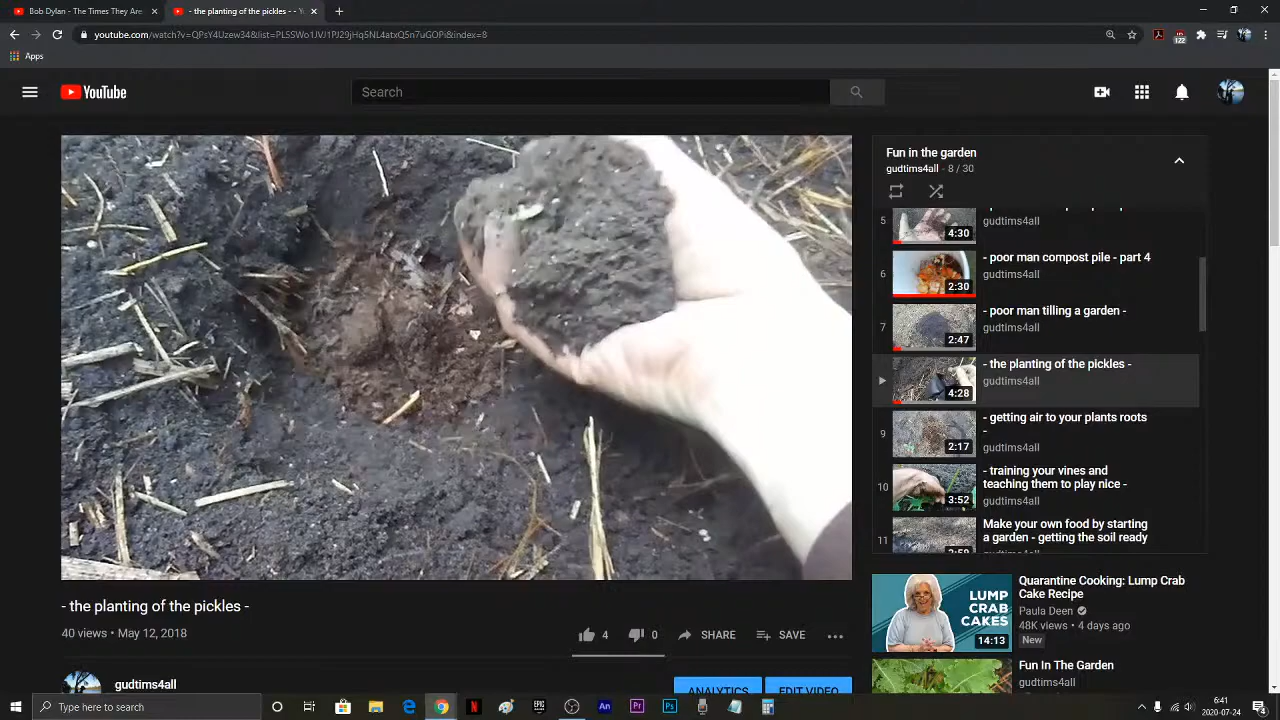 Bob Dylan - The Times They Are
- the planting of the pickles - - Yo
youtube.com/watch?v=QPsY4Uzew34&list=PLSSWo1JVJ1PJ29jHq5NL4atxQ5n7uGOPi&index=8
122
Apps
YouTube
Search
Fun in the garden
gudtims4all - 8 / 30
5
4:30
gudtims4all
6
2:30
- poor man compost pile - part 4
gudtims4all
7
2:47
- poor man tilling a garden -
gudtims4all
4:28
- the planting of the pickles -
gudtims4all
9
2:17
- getting air to your plants roots
-
gudtims4all
10
3:52
- training your vines and
teaching them to play nice -
gudtims4all
11
Make your own food by starting
a garden - getting the soil ready
- the planting of the pickles -
40 views • May 12, 2018
4
0
SHARE
SAVE
gudtims4all
ANALYTICS
EDIT VIDEO
LUMP
CRAB
CAKES
14:13
Quarantine Cooking: Lump Crab
Cake Recipe
Paula Deen
48K views • 4 days ago
New
Fun In The Garden
gudtims4all
Type here to search
N
EPIC
An
Pr
Ps
6:41
2020-07-24